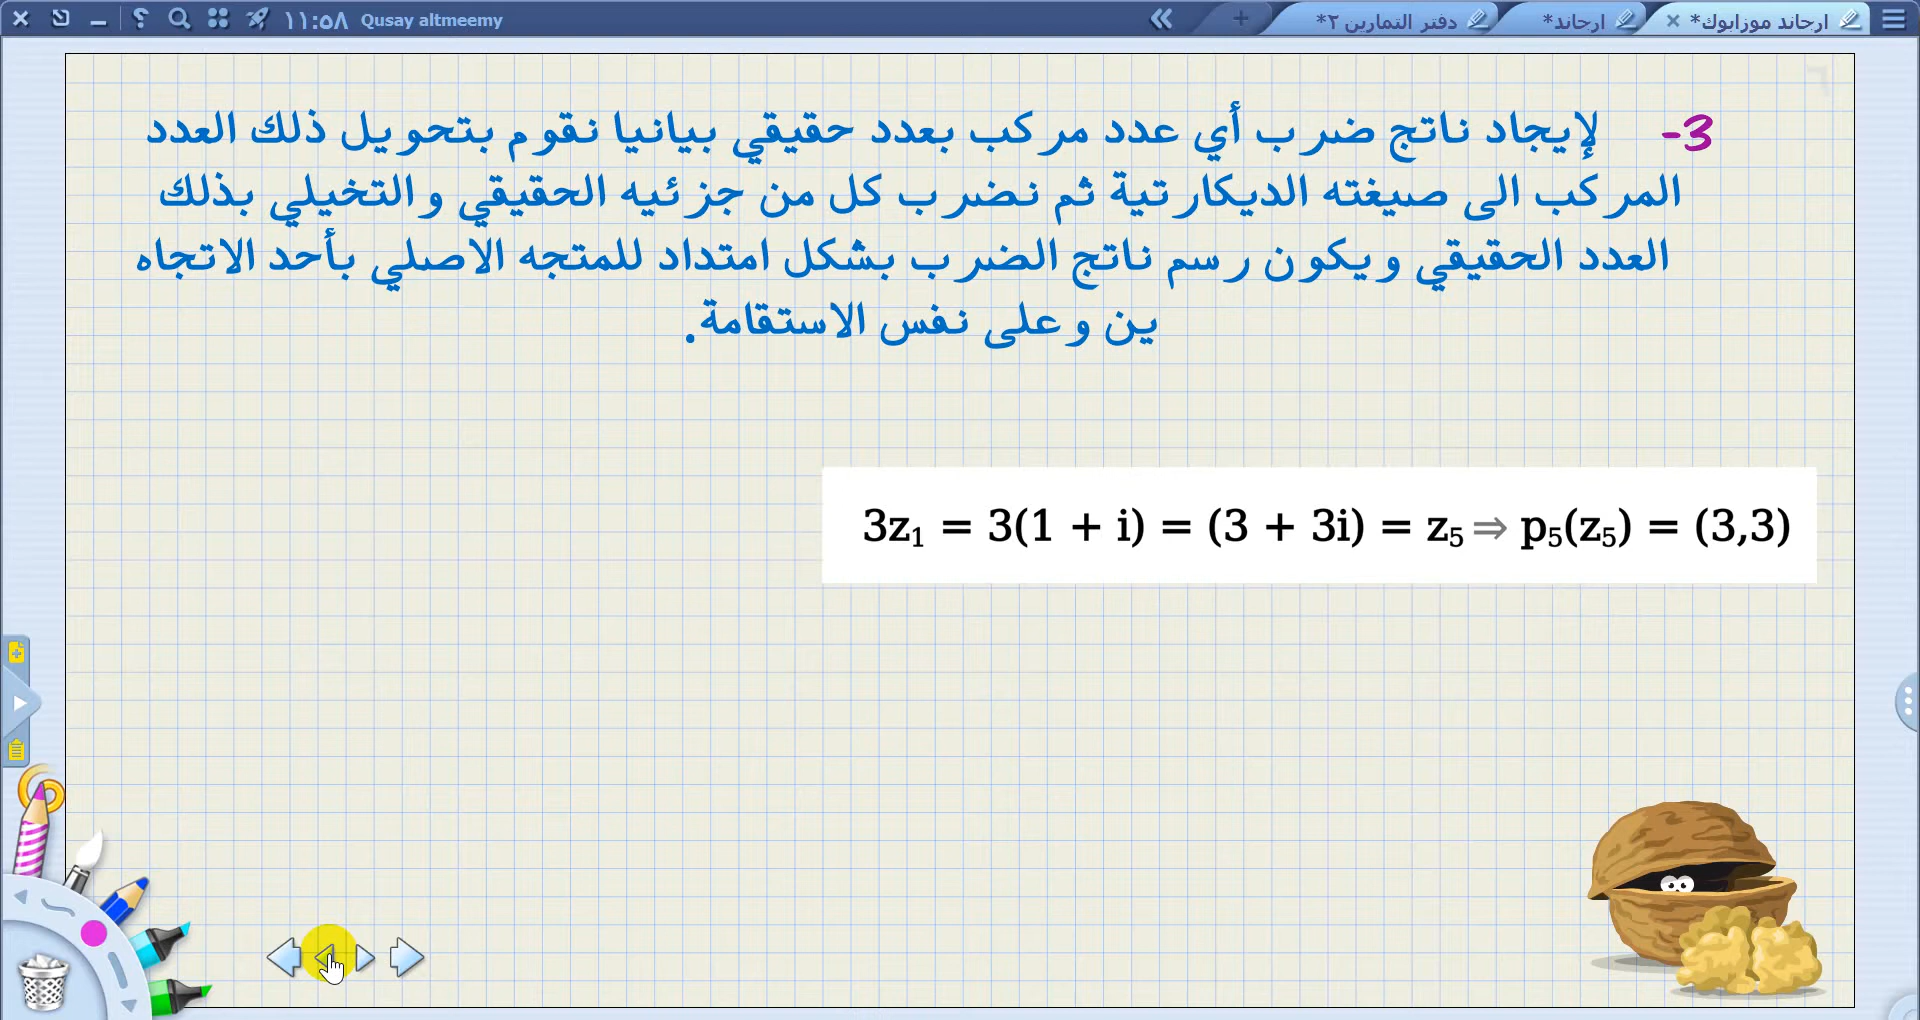 ١١:٥٨ Qusay altmeemy
دفتر التمارين ٢*
ارجاند*
ارجاند موزابوك*
3- لإيجاد ناتج ضرب أي عدد مركب بعدد حقيقي بيانيا نقوم بتحويل ذلك العدد
المركب الى صيغته الديكارتية ثم نضرب كل من جزئيه الحقيقي والتخيلي بذلك
العدد الحقيقي ويكون رسم ناتج الضرب بشكل امتداد للمتجه الاصلي بأحد الاتجاه
ين وعلى نفس الاستقامة.
3z₁ = 3(1 + i) = (3 + 3i) = z₅ ⇒ p₅(z₅) = (3,3)